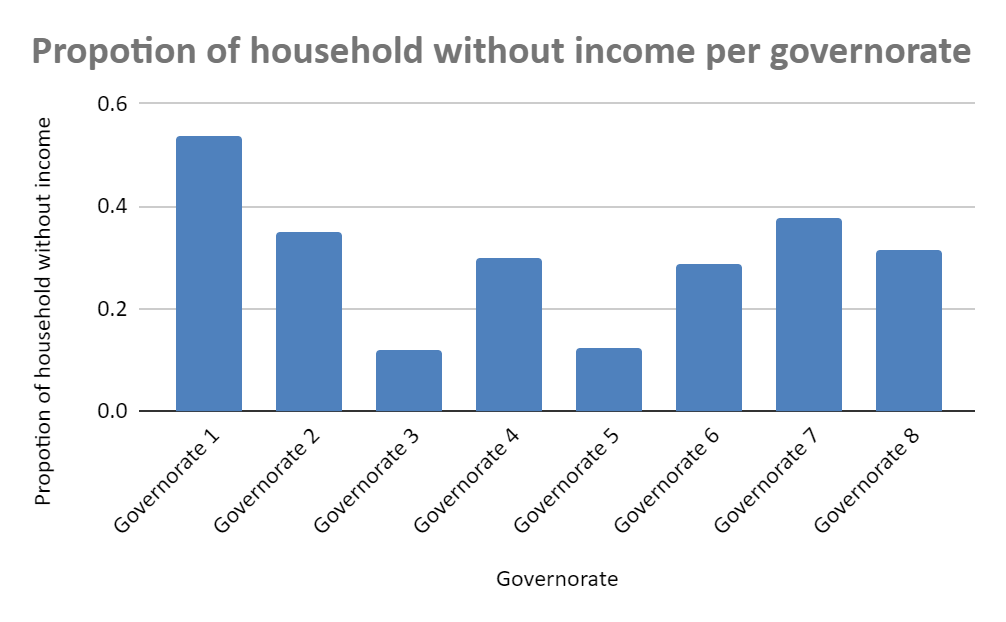 Propotion of household without income per governorate
Propotion of household without income
0.6
0.4
0.2
0.0
Governorate 1
Governorate 2
Governorate 3
Governorate 4
Governorate 5
Governorate 6
Governorate 7
Governorate 8
Governorate